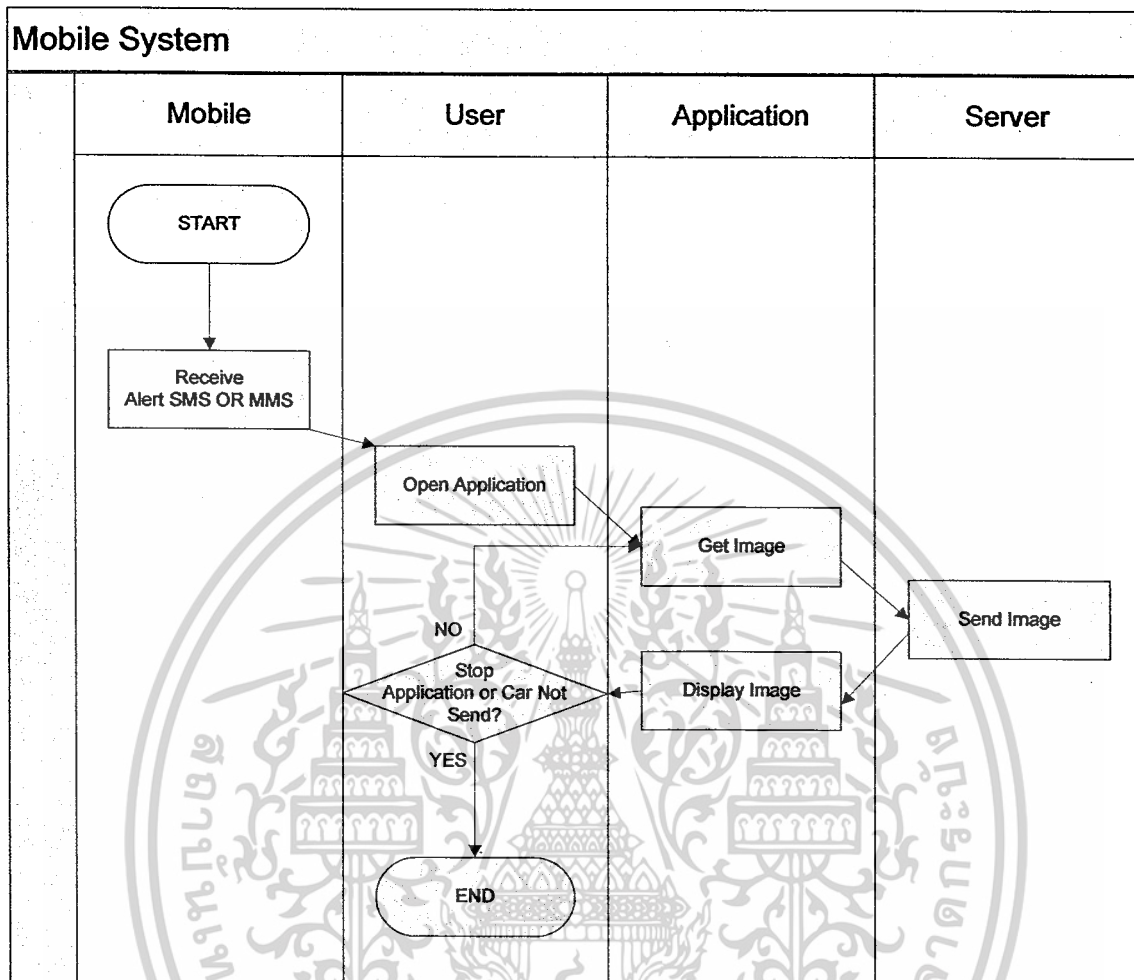 Mobile System
Mobile
User
Application
Server
START
Receive
Alert SMS OR MMS
Open Application
Get Image
Send Image
NO
Stop
Application or Car Not
Send?
Display Image
YES
END